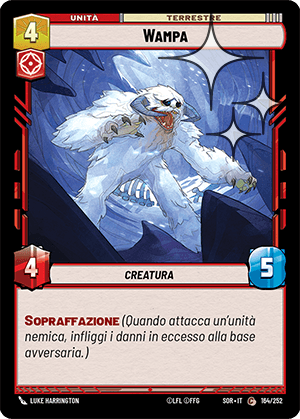 4
UNITÀ
TERRESTRE
WAMPA
4
CREATURA
5
SOPRAFFAZIONE (Quando attacca un'unità
nemica, infliggi i danni in eccesso alla base
avversaria.)
LUKE HARRINGTON
©LFL ©FFG
SOR • IT
C
164/252